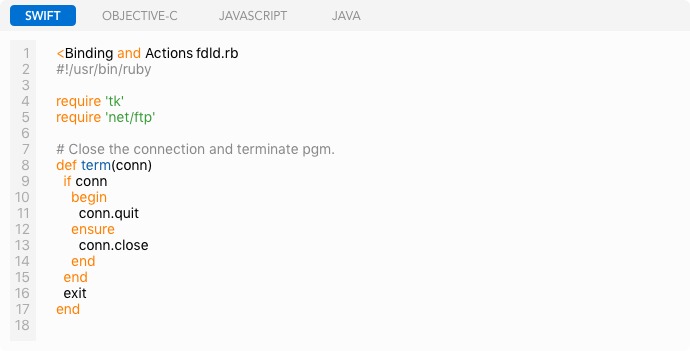 SWIFT OBJECTIVE-C JAVASCRIPT JAVA
1 <Binding and Actions fdld.rb
2 #!/usr/bin/ruby
3
4 require 'tk'
5 require 'net/ftp'
6
7 # Close the connection and terminate pgm.
8 def term(conn)
9 if conn
10 begin
11 conn.quit
12 ensure
13 conn.close
14 end
15 end
16 exit
17 end
18